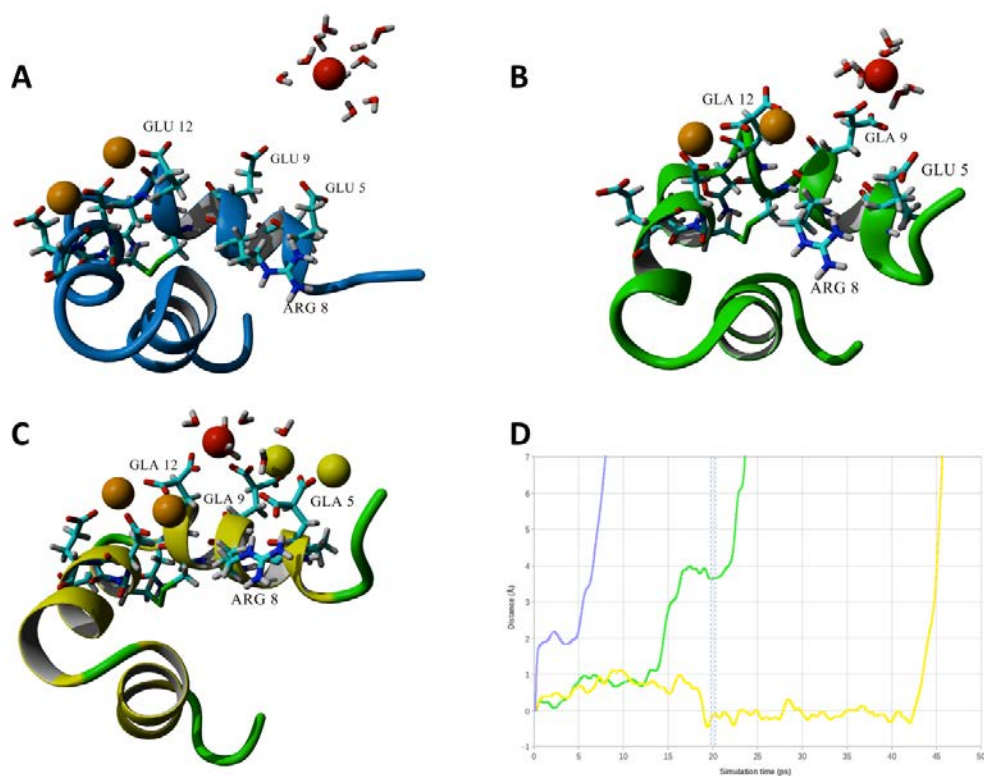 A
GLU 12
GLU 9
GLU 5
ARG 8
B
GLA 12
GLA 9
GLU 5
ARG 8
C
GLA 12
GLA 9
GLA 5
ARG 8
D
7
6
5
4
3
2
1
0
-1
Distance (Å)
0 5 10 15 20 25 30 35 40 45 50
Simulation time (ps)